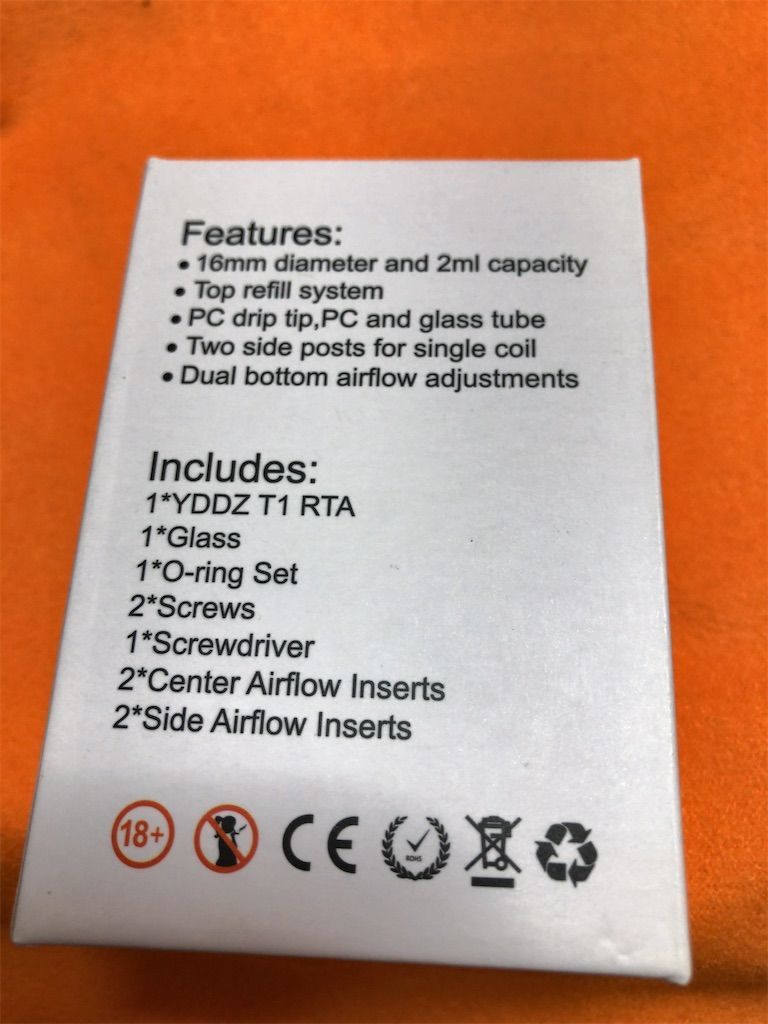 Features:
• 16mm diameter and 2ml capacity
• Top refill system
• PC drip tip,PC and glass tube
• Two side posts for single coil
• Dual bottom airflow adjustments
Includes:
1*YDDZ T1 RTA
1*Glass
1*O-ring Set
2*Screws
1*Screwdriver
2*Center Airflow Inserts
2*Side Airflow Inserts
18+ CE ROHS